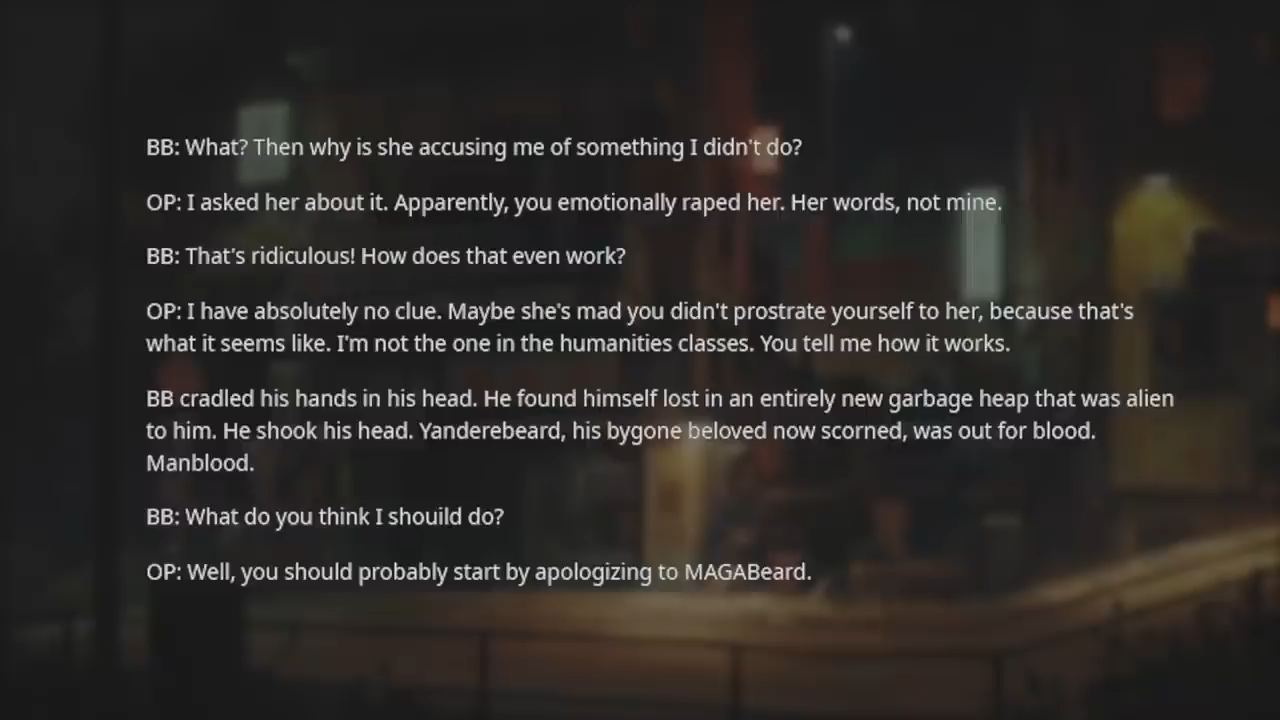 BB: What? Then why is she accusing me of something I didn't do?
OP: I asked her about it. Apparently, you emotionally raped her. Her words, not mine.
BB: That's ridiculous! How does that even work?
OP: I have absolutely no clue. Maybe she's mad you didn't prostrate yourself to her, because that's
what it seems like. I'm not the one in the humanities classes. You tell me how it works.
BB cradled his hands in his head. He found himself lost in an entirely new garbage heap that was alien
to him. He shook his head. Yanderebeard, his bygone beloved now scorned, was out for blood.
Manblood.
BB: What do you think I shouild do?
OP: Well, you should probably start by apologizing to MAGABeard.